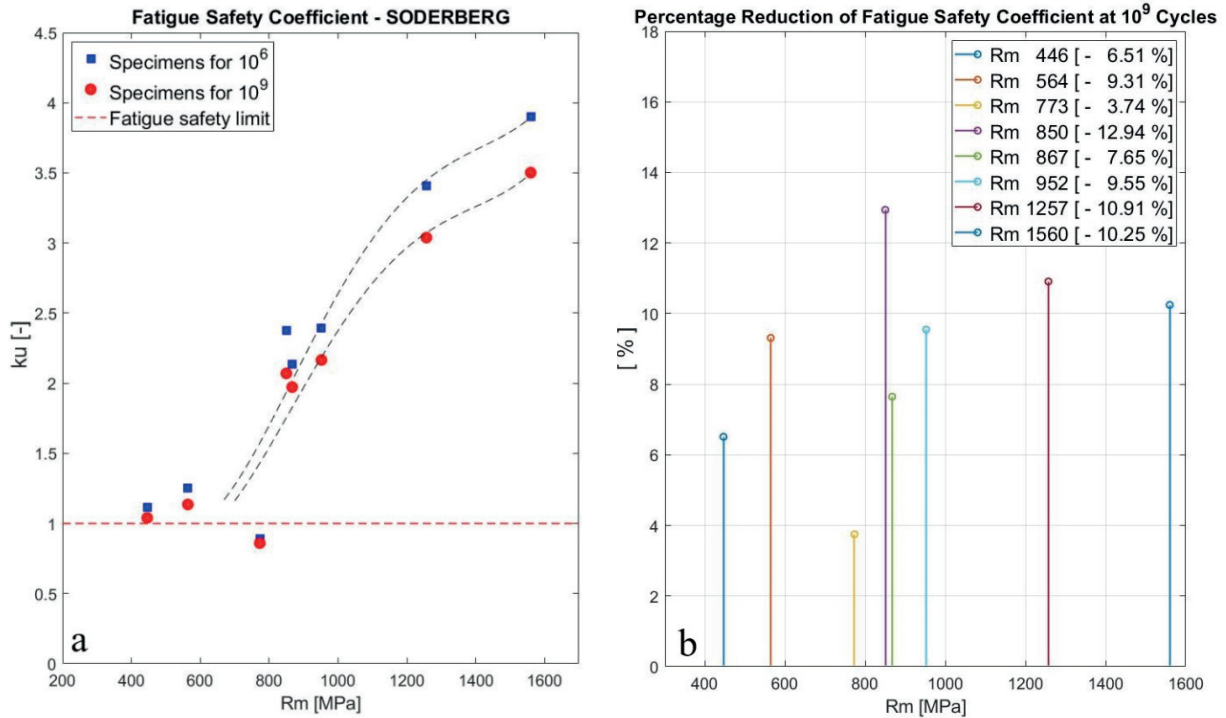 Fatigue Safety Coefficient - SODERBERG
4.5
4
3.5
3
2.5
2
1.5
1
0.5
0
ku [-]
Specimens for 10^6
Specimens for 10^9
Fatigue safety limit
a
200 400 600 800 1000 1200 1400 1600
Rm [MPa]
Percentage Reduction of Fatigue Safety Coefficient at 10^9 Cycles
18
16
14
12
10
8
6
4
2
0
[ % ]
Rm 446 [ - 6.51 %]
Rm 564 [ - 9.31 %]
Rm 773 [ - 3.74 %]
Rm 850 [ - 12.94 %]
Rm 867 [ - 7.65 %]
Rm 952 [ - 9.55 %]
Rm 1257 [ - 10.91 %]
Rm 1560 [ - 10.25 %]
b
400 600 800 1000 1200 1400 1600
Rm [MPa]